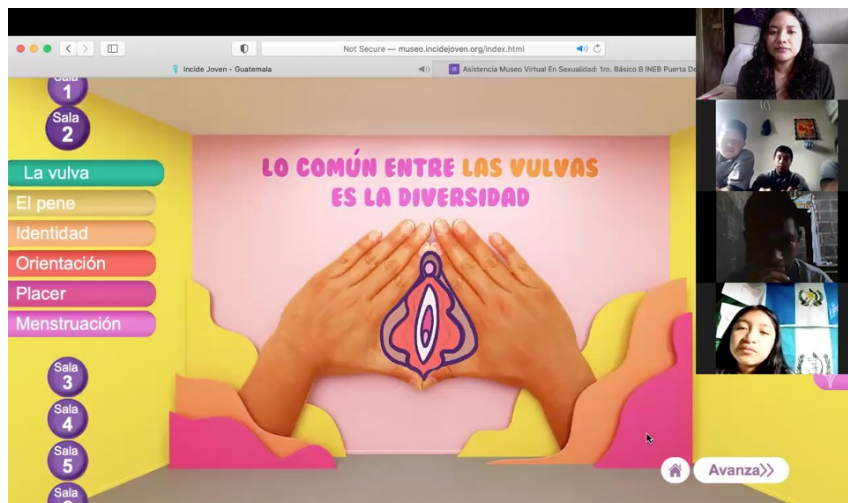 Not Secure — museo.incidejoven.org/index.html
Incide Joven - Guatemala
Asistencia Museo Virtual En Sexualidad: 1ro. Básico B INEB Puerta De
Sala
1
Sala
2
La vulva
El pene
Identidad
Orientación
Placer
Menstruación
Sala
3
Sala
4
Sala
5
Sala
LO COMÚN ENTRE LAS VULVAS
ES LA DIVERSIDAD
Avanza